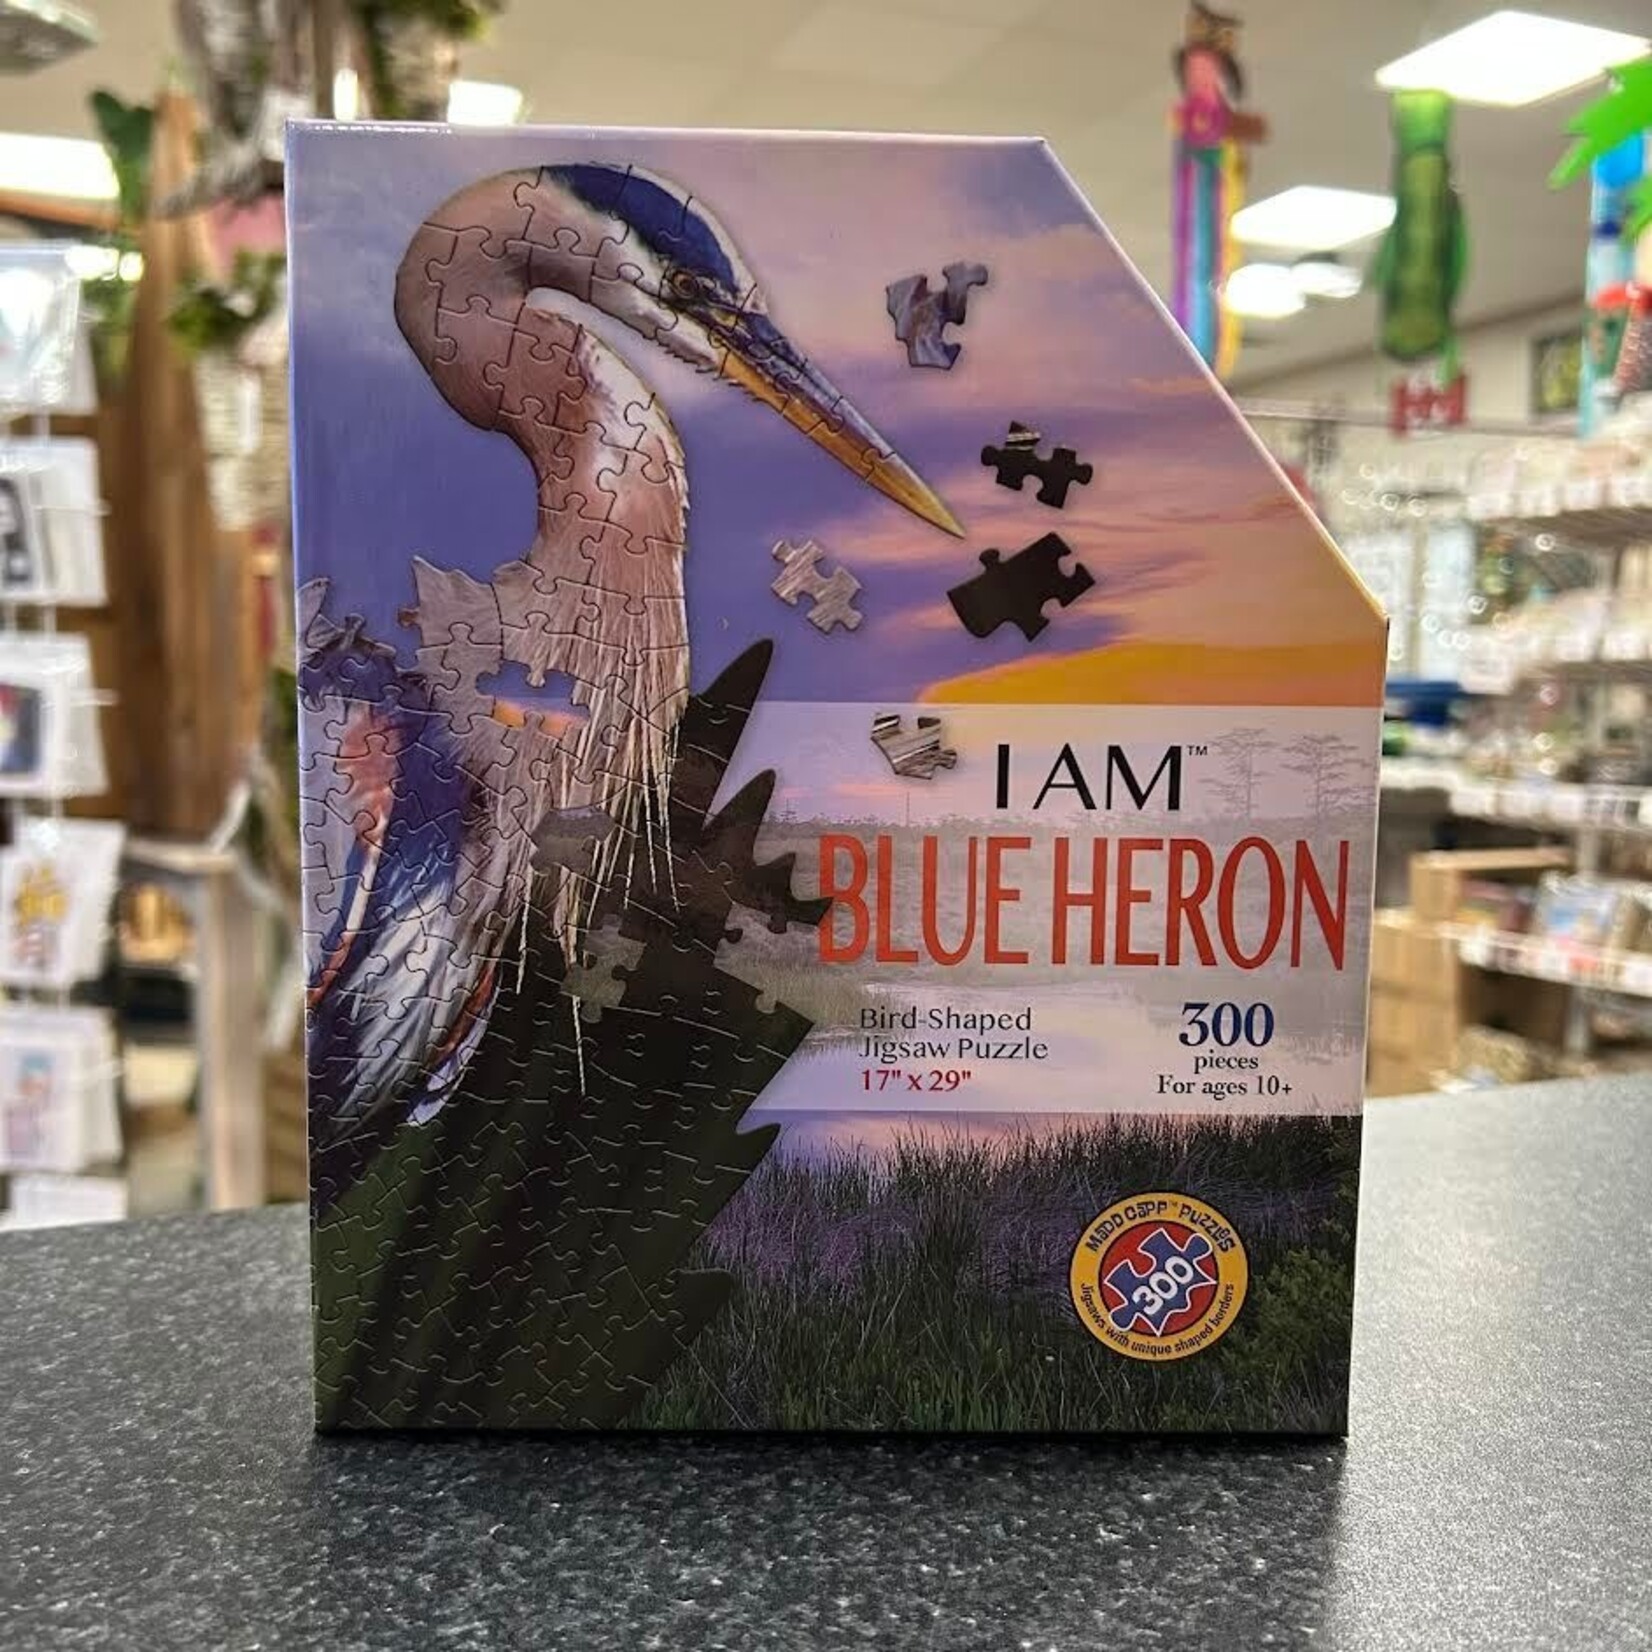 I AM™
BLUE HERON
Bird-Shaped
Jigsaw Puzzle
17" x 29"
300
pieces
For ages 10+
MADD CAPP™ PUZZLES
300
Jigsaws with unique shaped borders